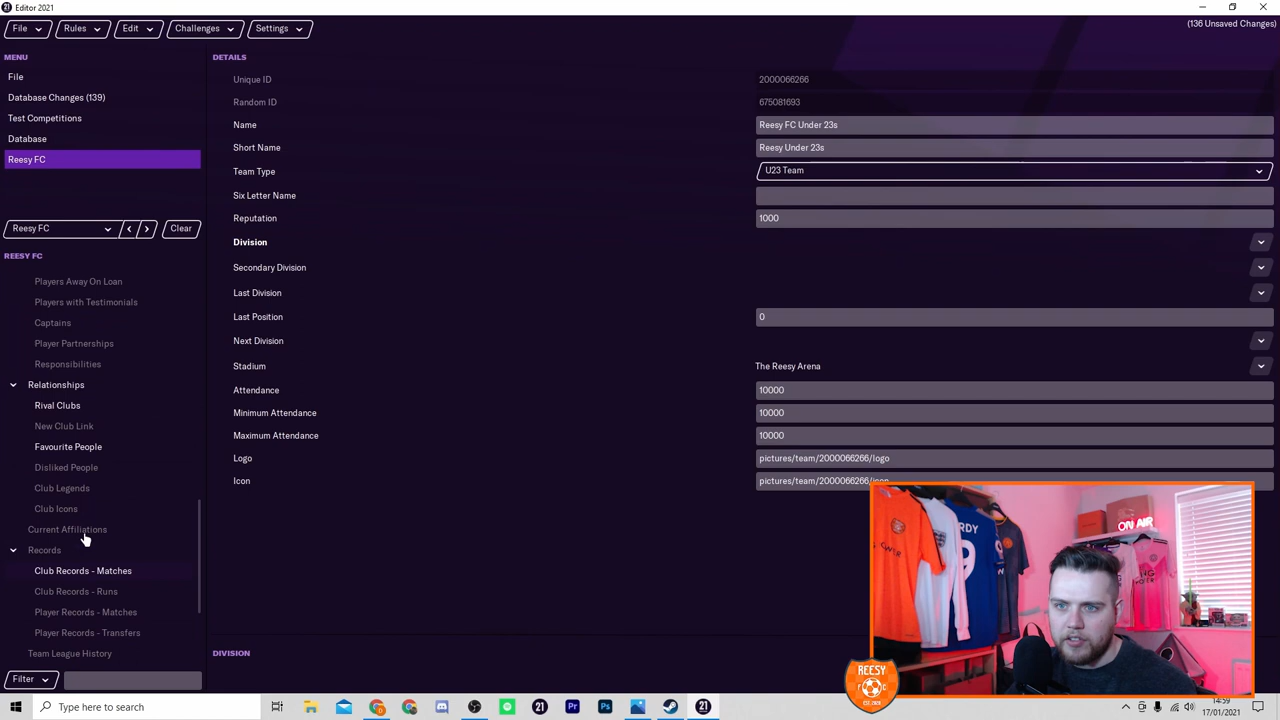 Editor 2021
File Rules Edit Challenges Settings (136 Unsaved Changes)
MENU
File
Database Changes (139)
Test Competitions
Database
Reesy FC
Reesy FC < > Clear
REESY FC
Players Away On Loan
Players with Testimonials
Captains
Player Partnerships
Responsibilities
Relationships
Rival Clubs
New Club Link
Favourite People
Disliked People
Club Legends
Club Icons
Current Affiliations
Records
Club Records - Matches
Club Records - Runs
Player Records - Matches
Player Records - Transfers
Team League History
Filter
DETAILS
Unique ID 2000066266
Random ID 675081693
Name Reesy FC Under 23s
Short Name Reesy Under 23s
Team Type U23 Team
Six Letter Name
Reputation 1000
Division
Secondary Division
Last Division
Last Position 0
Next Division
Stadium The Reesy Arena
Attendance 10000
Minimum Attendance 10000
Maximum Attendance 10000
Logo pictures/team/2000066266/logo
Icon pictures/team/2000066266/icon
DIVISION
ON AIR
REESY
Type here to search
14:59
17/01/2021